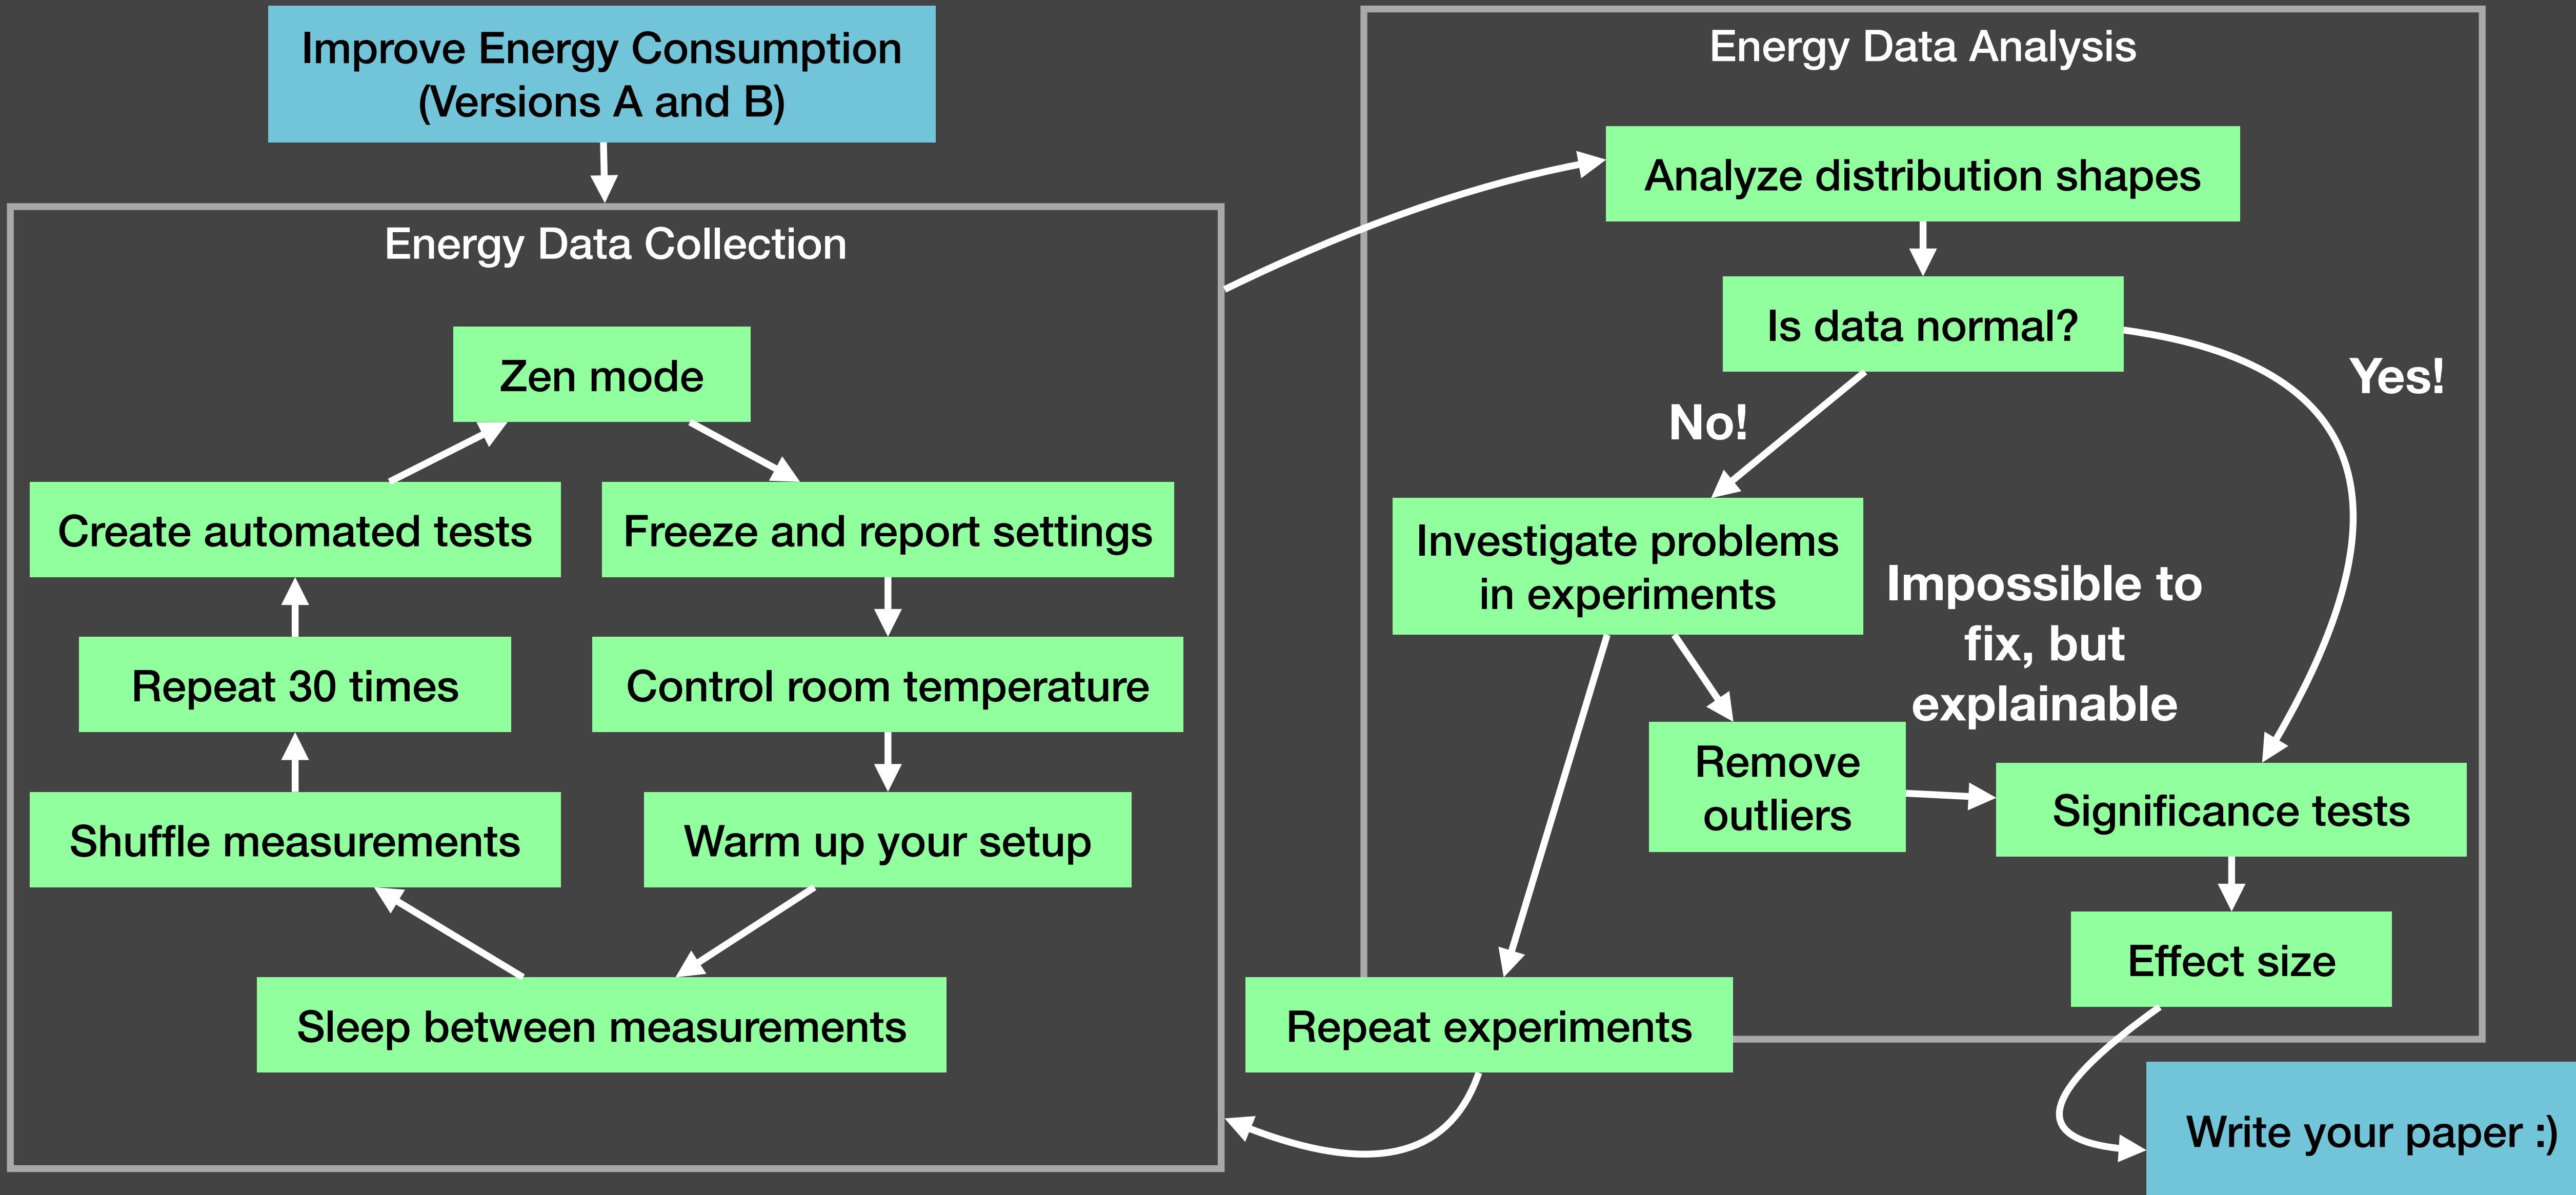 Improve Energy Consumption
(Versions A and B)
Energy Data Collection
Zen mode
Freeze and report settings
Control room temperature
Warm up your setup
Sleep between measurements
Shuffle measurements
Repeat 30 times
Create automated tests
Energy Data Analysis
Analyze distribution shapes
Is data normal?
Yes!
No!
Investigate problems
in experiments
Impossible to
fix, but
explainable
Remove
outliers
Significance tests
Effect size
Repeat experiments
Write your paper :)